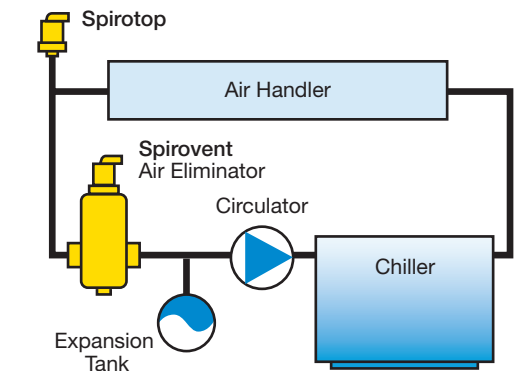 Spirotop
Air Handler
Spirovent
Air Eliminator
Circulator
Chiller
Expansion
Tank